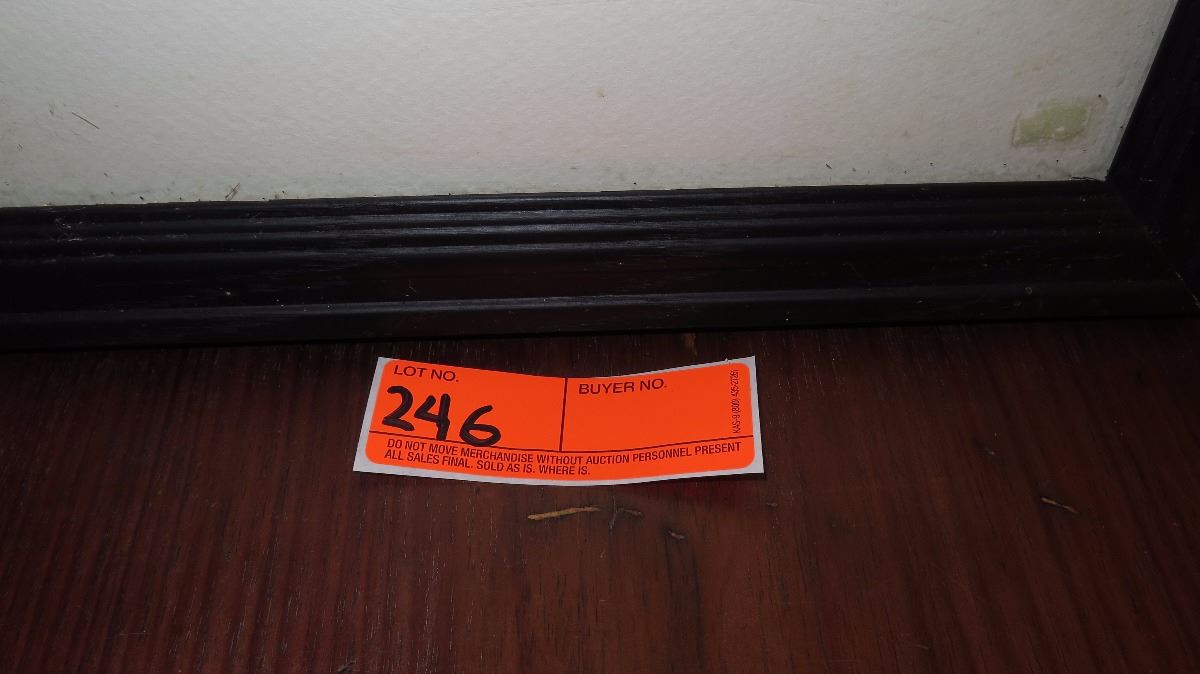 LOT NO.
246
BUYER NO.
DO NOT MOVE MERCHANDISE WITHOUT AUCTION PERSONNEL PRESENT
ALL SALES FINAL. SOLD AS IS. WHERE IS.